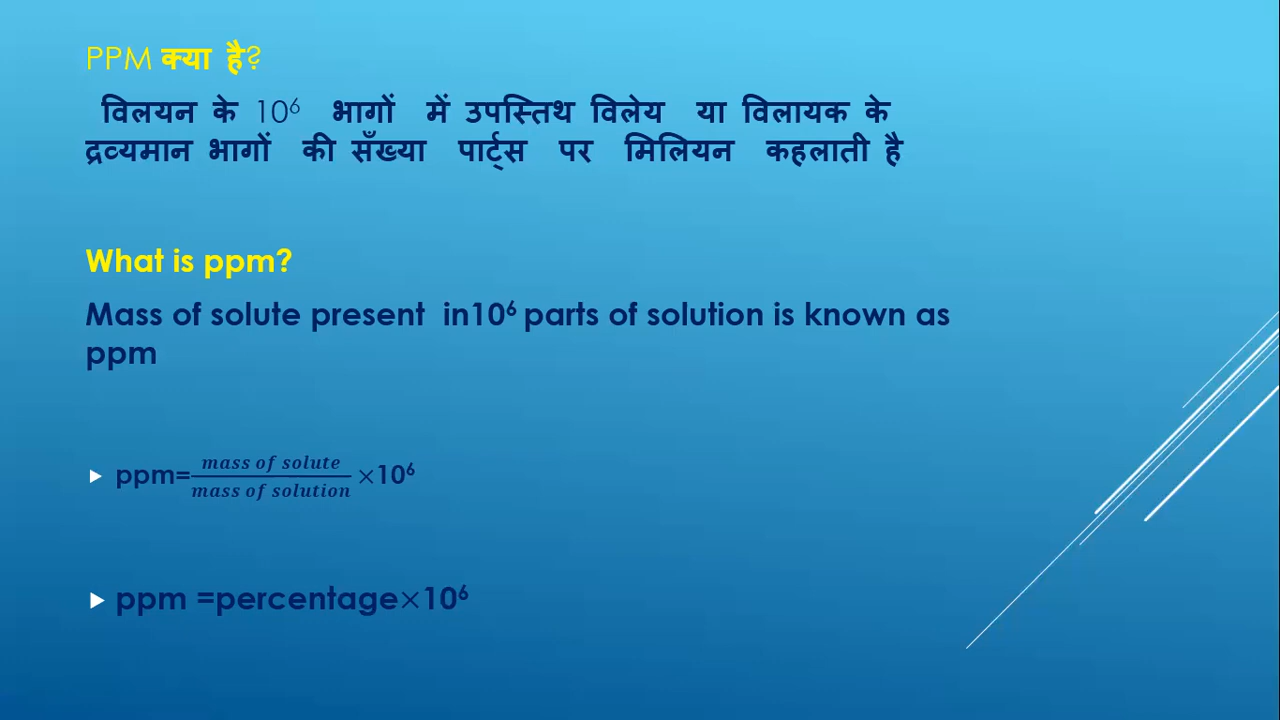 PPM क्या है?
विलयन के 10⁶ भागों में उपस्तिथ विलेय या विलायक के
द्रव्यमान भागों की सँख्या पार्ट्स पर मिलियन कहलाती है
What is ppm?
Mass of solute present in10⁶ parts of solution is known as
ppm
ppm=mass of solute/mass of solution ×10⁶
ppm =percentage×10⁶